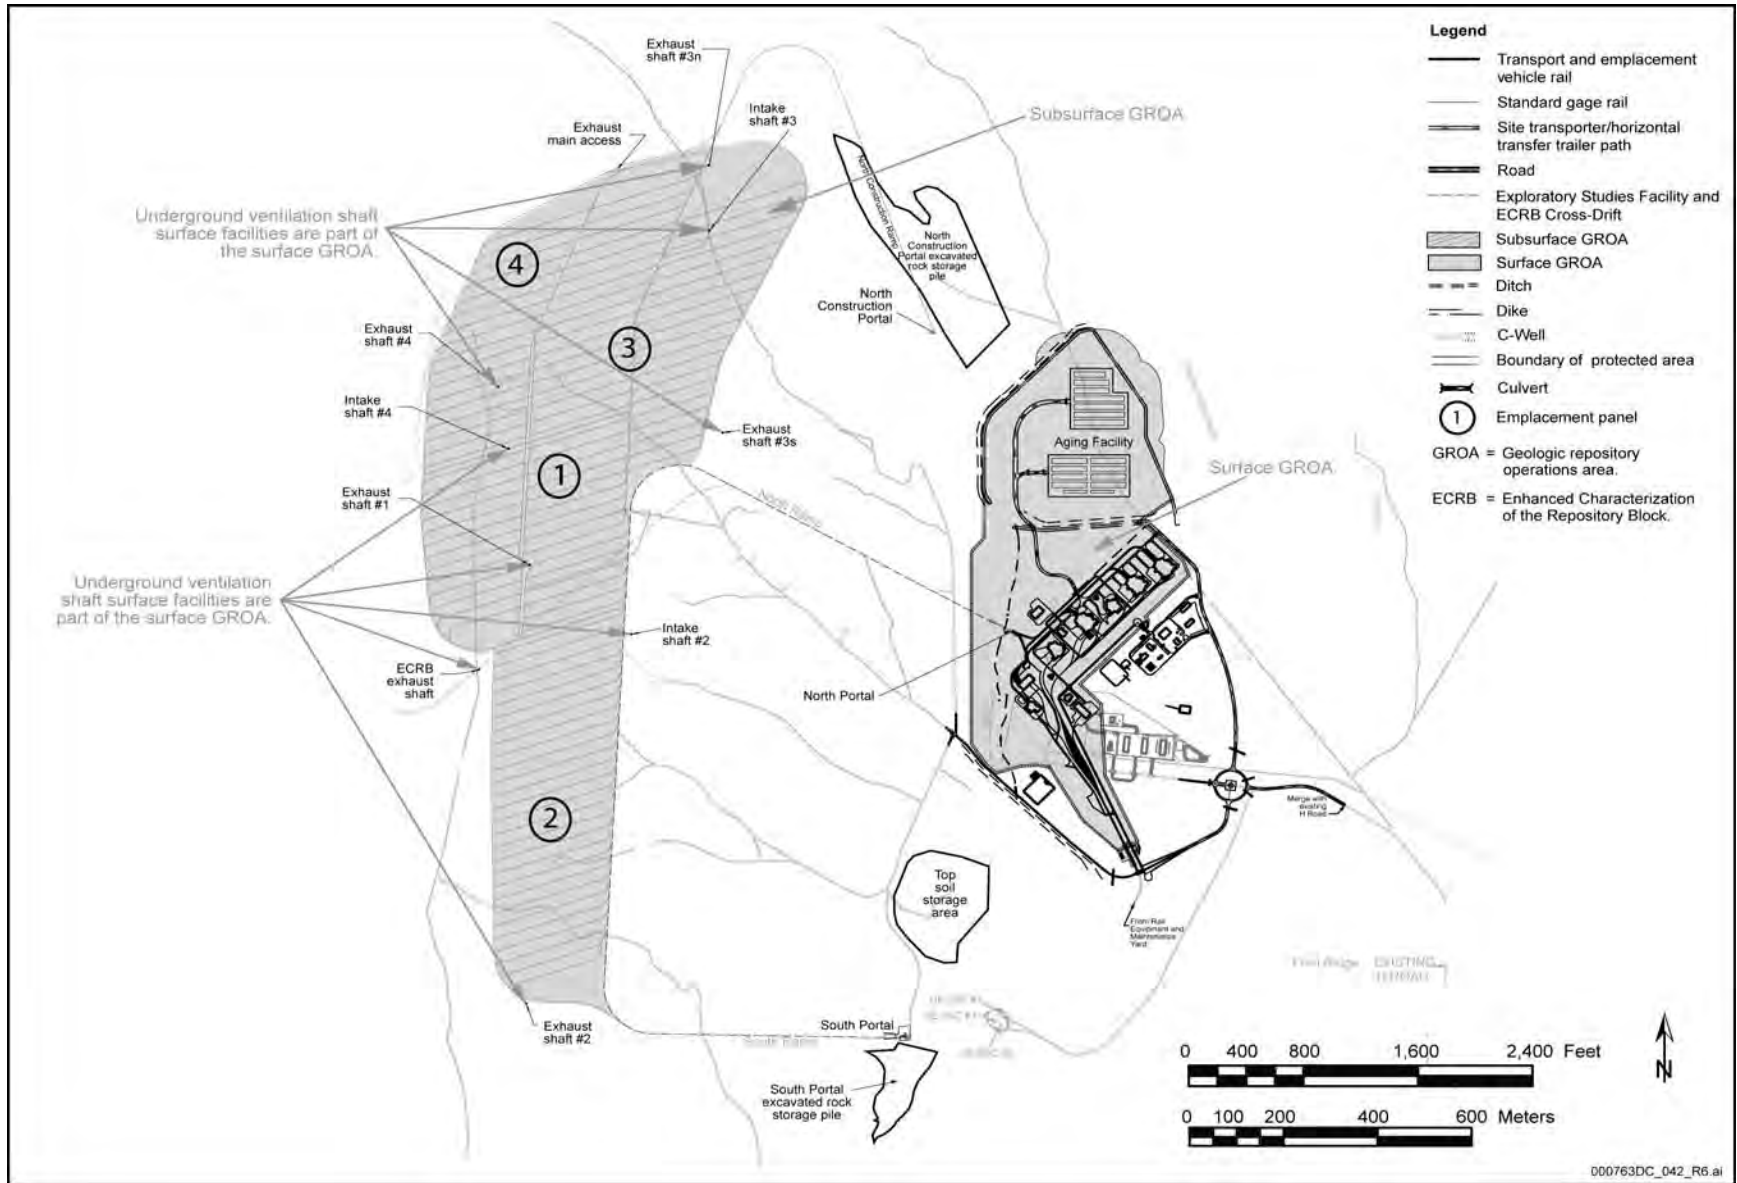 Exhaust
shaft #3n
Intake
shaft #3
Exhaust
main access
Subsurface GROA
Underground ventilation shaft
surface facilities are part of
the surface GROA.
4
North Construction Ramp
North
Construction
Portal excavated
rock storage
pile
North
Construction
Portal
3
Exhaust
shaft #4
Intake
shaft #4
Exhaust
shaft #3s
Aging Facility
Surface GROA
1
Exhaust
shaft #1
North Ramp
Underground ventilation
shaft surface facilities are
part of the surface GROA.
Intake
shaft #2
ECRB
exhaust
shaft
North Portal
2
Merge with
existing
H Road
Top
soil
storage
area
From Rail
Equipment and
Maintenance
Yard
EXISTING
Exhaust
shaft #2
South Portal
South Ramp
South Portal
excavated rock
storage pile
Legend
Transport and emplacement
vehicle rail
Standard gage rail
Site transporter/horizontal
transfer trailer path
Road
Exploratory Studies Facility and
ECRB Cross-Drift
Subsurface GROA
Surface GROA
Ditch
Dike
C-Well
Boundary of protected area
Culvert
1 Emplacement panel
GROA = Geologic repository
operations area.
ECRB = Enhanced Characterization
of the Repository Block.
0 400 800 1,600 2,400 Feet
0 100 200 400 600 Meters
N
000763DC_042_R6.ai